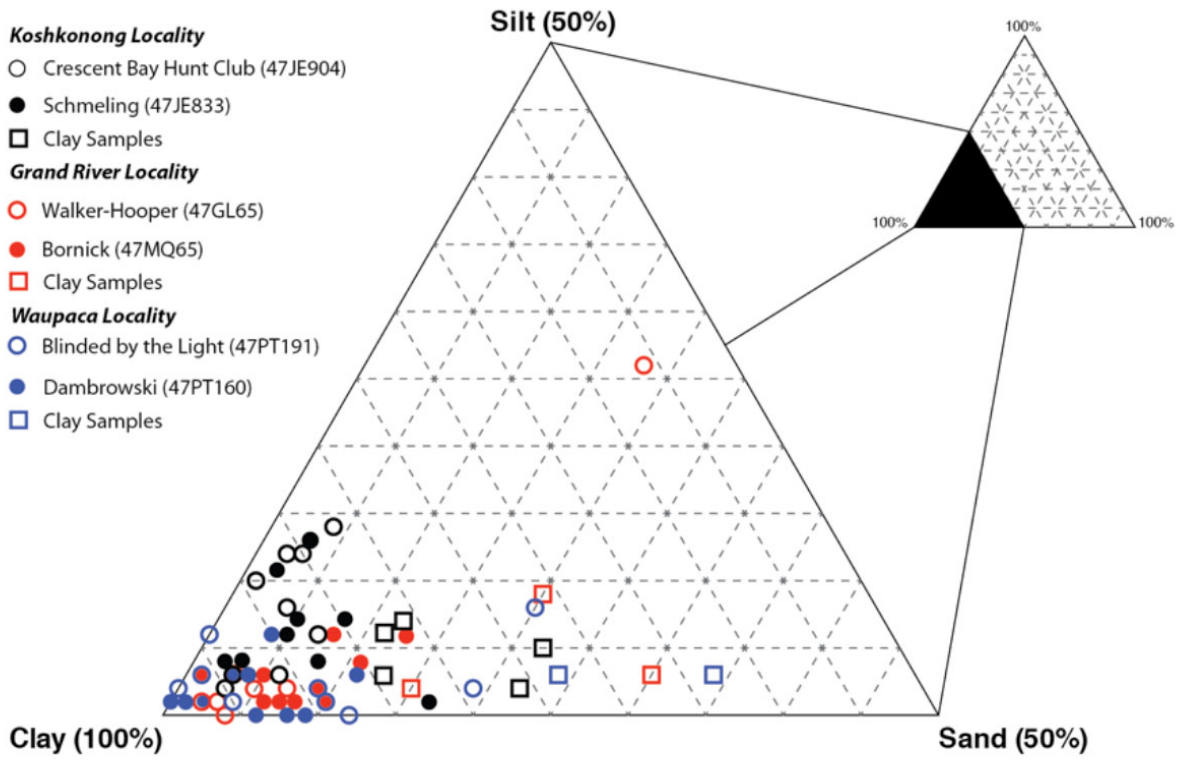 Silt (50%)
100%
Koshkonong Locality
Crescent Bay Hunt Club (47JE904)
Schmeling (47JE833)
Clay Samples
Grand River Locality
Walker-Hooper (47GL65)
Bornick (47MQ65)
Clay Samples
Waupaca Locality
Blinded by the Light (47PT191)
Dambrowski (47PT160)
Clay Samples
100%
100%
Clay (100%)
Sand (50%)